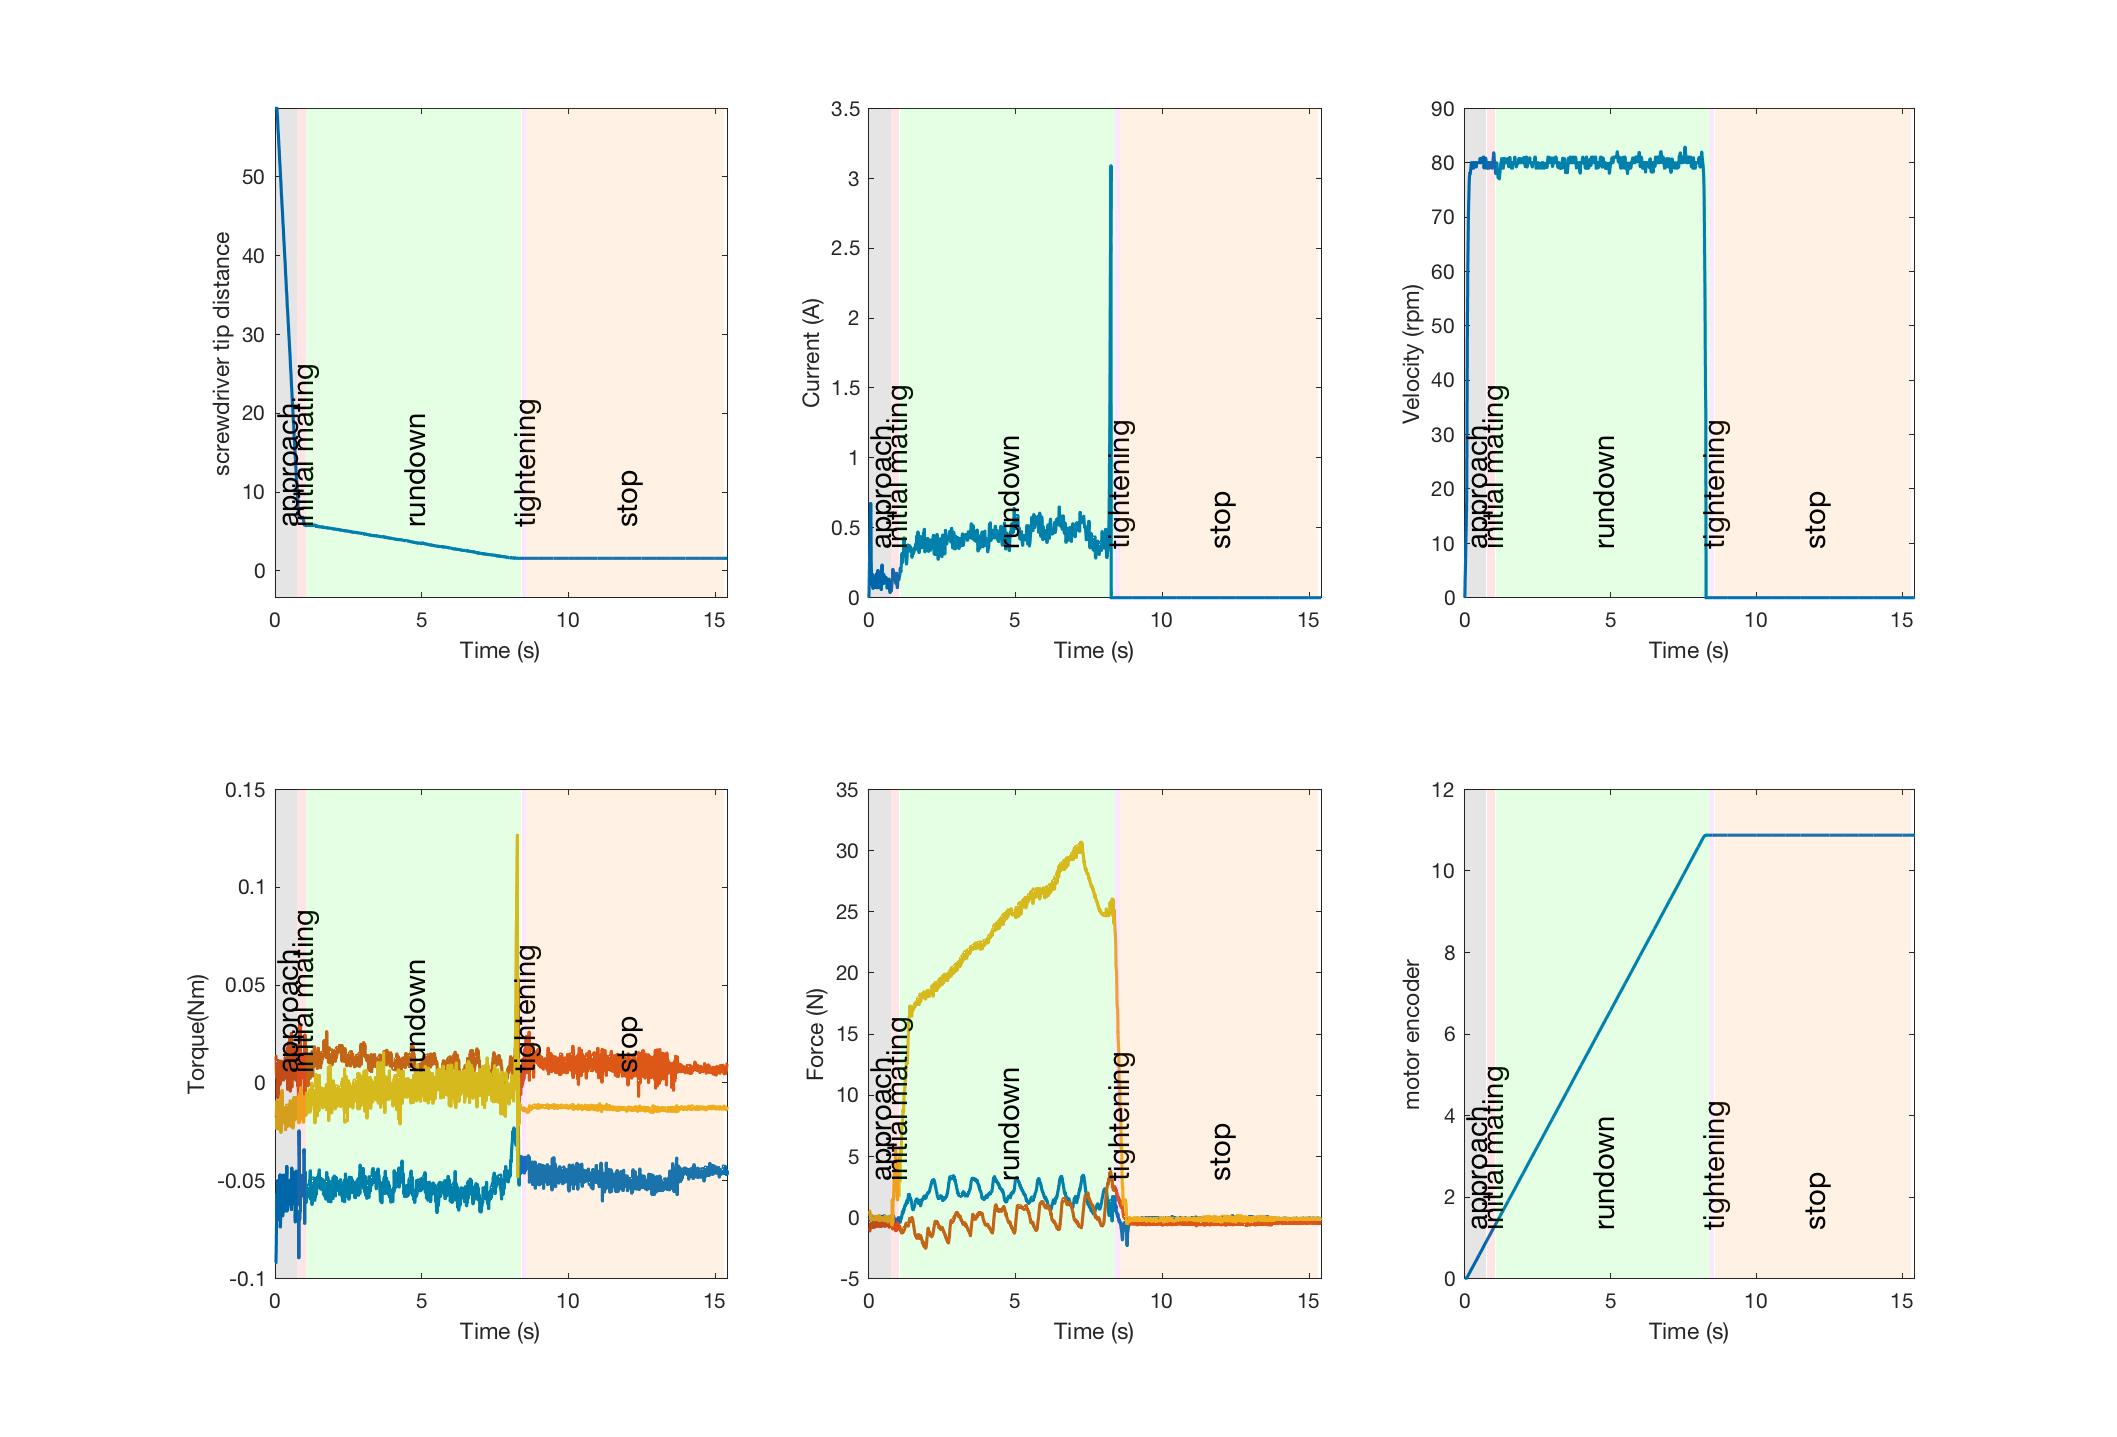 screwdriver tip distance
50
40
30
20
10
0
approach
initial mating
rundown
tightening
stop
0 5 10 15
Time (s)
Current (A)
3.5
3
2.5
2
1.5
1
0.5
0
approach
initial mating
rundown
tightening
stop
0 5 10 15
Time (s)
Velocity (rpm)
90
80
70
60
50
40
30
20
10
0
approach
initial mating
rundown
tightening
stop
0 5 10 15
Time (s)
Torque(Nm)
0.15
0.1
0.05
0
-0.05
-0.1
approach
initial mating
rundown
tightening
stop
0 5 10 15
Time (s)
Force (N)
35
30
25
20
15
10
5
0
-5
approach
initial mating
rundown
tightening
stop
0 5 10 15
Time (s)
motor encoder
12
10
8
6
4
2
0
approach
initial mating
rundown
tightening
stop
0 5 10 15
Time (s)